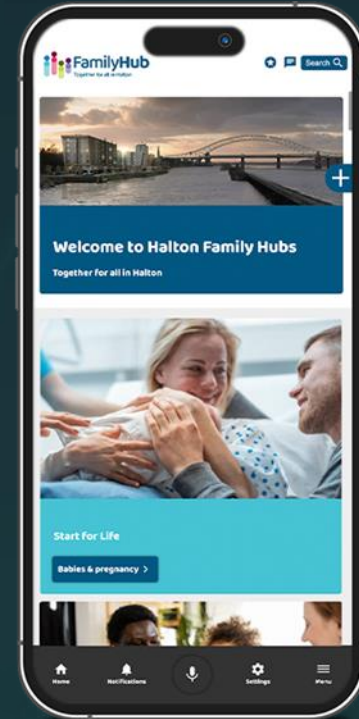 FamilyHub
Together for all in Halton
Search
Welcome to Halton Family Hubs
Together for all in Halton
Start for Life
Babies & pregnancy >
Home Notifications Settings Menu